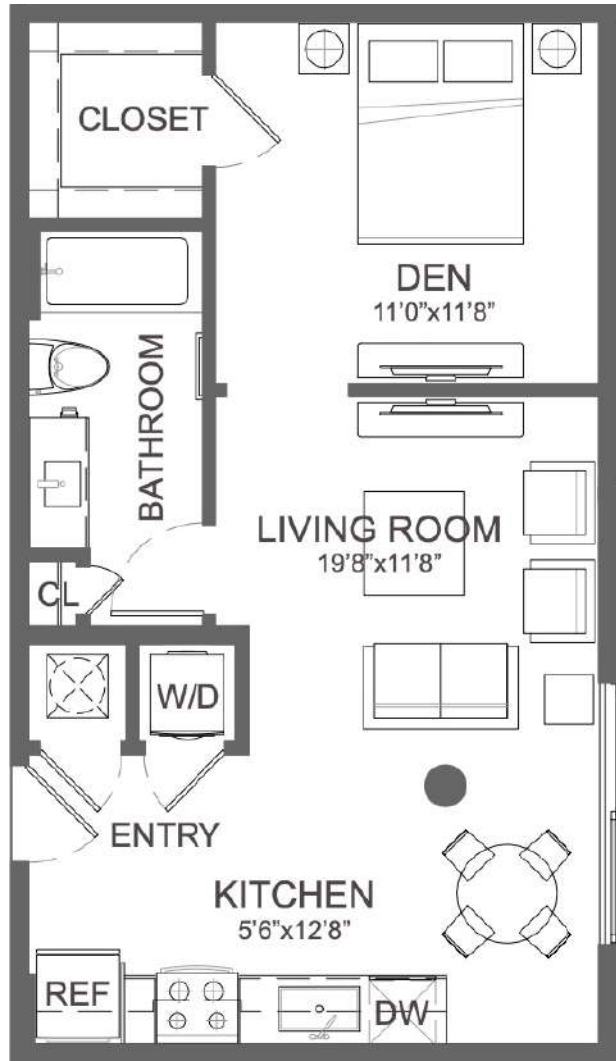 CLOSET
DEN
11'0"x11'8"
BATHROOM
LIVING ROOM
19'8"x11'8"
CL
W/D
ENTRY
KITCHEN
5'6"x12'8"
REF
DW